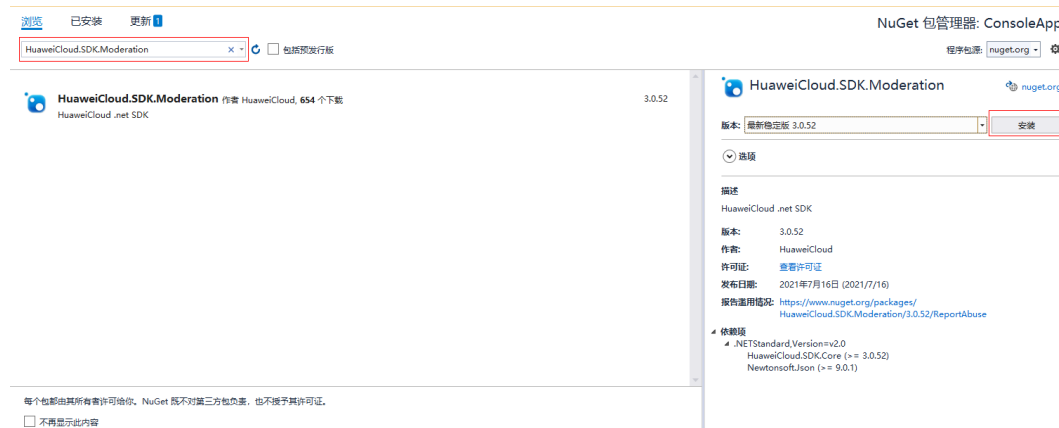 浏览 已安装 更新 1
NuGet 包管理器: ConsoleApp
HuaweiCloud.SDK.Moderation × 包括预发行版
程序包源: nuget.org
HuaweiCloud.SDK.Moderation 作者 HuaweiCloud, 654 个下载 3.0.52
HuaweiCloud .net SDK
HuaweiCloud.SDK.Moderation nuget.org
版本: 最新稳定版 3.0.52 安装
选项
描述
HuaweiCloud .net SDK
版本: 3.0.52
作者: HuaweiCloud
许可证: 查看许可证
发布日期: 2021年7月16日 (2021/7/16)
报告滥用情况: https://www.nuget.org/packages/
HuaweiCloud.SDK.Moderation/3.0.52/ReportAbuse
依赖项
.NETStandard,Version=v2.0
HuaweiCloud.SDK.Core (>= 3.0.52)
Newtonsoft.Json (>= 9.0.1)
每个包都由其所有者许可给你。NuGet 既不对第三方包负责，也不授予其许可证。
不再显示此内容